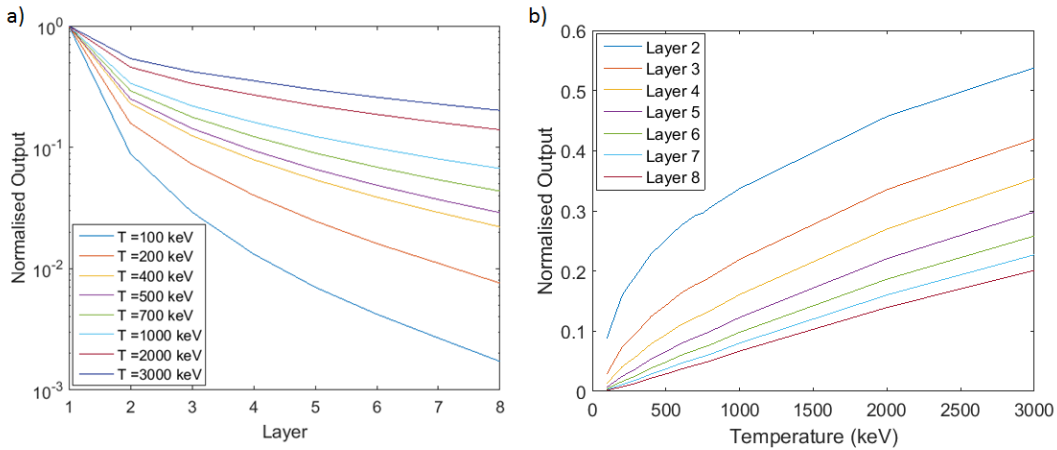 a)
10^0
10^-1
10^-2
10^-3
Normalised Output
T =100 keV
T =200 keV
T =400 keV
T =500 keV
T =700 keV
T =1000 keV
T =2000 keV
T =3000 keV
1 2 3 4 5 6 7 8
Layer
b)
0.6
0.5
0.4
0.3
0.2
0.1
0
Normalised Output
Layer 2
Layer 3
Layer 4
Layer 5
Layer 6
Layer 7
Layer 8
0 500 1000 1500 2000 2500 3000
Temperature (keV)